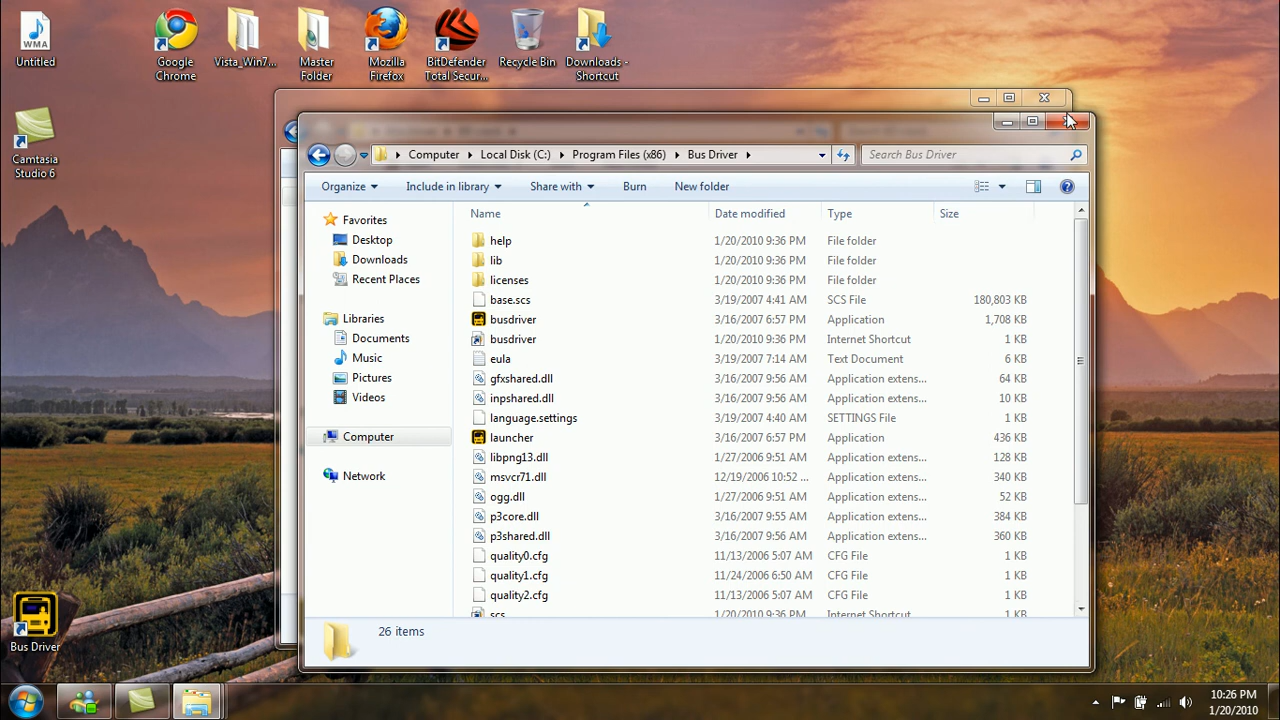 WMA
Untitled
Google
Chrome
Vista_Win7...
Master
Folder
Mozilla
Firefox
BitDefender
Total Secur...
Recycle Bin
Downloads -
Shortcut
Camtasia
Studio 6
Bus Driver
Computer
Local Disk (C:)
Program Files (x86)
Bus Driver
Search Bus Driver
Organize
Include in library
Share with
Burn
New folder
Favorites
Desktop
Downloads
Recent Places
Libraries
Documents
Music
Pictures
Videos
Computer
Network
Name Date modified Type Size
help 1/20/2010 9:36 PM File folder
lib 1/20/2010 9:36 PM File folder
licenses 1/20/2010 9:36 PM File folder
base.scs 3/19/2007 4:41 AM SCS File 180,803 KB
busdriver 3/16/2007 6:57 PM Application 1,708 KB
busdriver 1/20/2010 9:36 PM Internet Shortcut 1 KB
eula 3/19/2007 7:14 AM Text Document 6 KB
gfxshared.dll 3/16/2007 9:56 AM Application extens... 64 KB
inpshared.dll 3/16/2007 9:56 AM Application extens... 10 KB
language.settings 3/19/2007 4:40 AM SETTINGS File 1 KB
launcher 3/16/2007 6:57 PM Application 436 KB
libpng13.dll 1/27/2006 9:51 AM Application extens... 128 KB
msvcr71.dll 12/19/2006 10:52 ... Application extens... 340 KB
ogg.dll 1/27/2006 9:51 AM Application extens... 52 KB
p3core.dll 3/16/2007 9:55 AM Application extens... 384 KB
p3shared.dll 3/16/2007 9:56 AM Application extens... 360 KB
quality0.cfg 11/13/2006 5:07 AM CFG File 1 KB
quality1.cfg 11/24/2006 6:50 AM CFG File 1 KB
quality2.cfg 11/13/2006 5:07 AM CFG File 1 KB
scs 1/20/2010 9:36 PM Internet Shortcut 1 KB
26 items
10:26 PM
1/20/2010